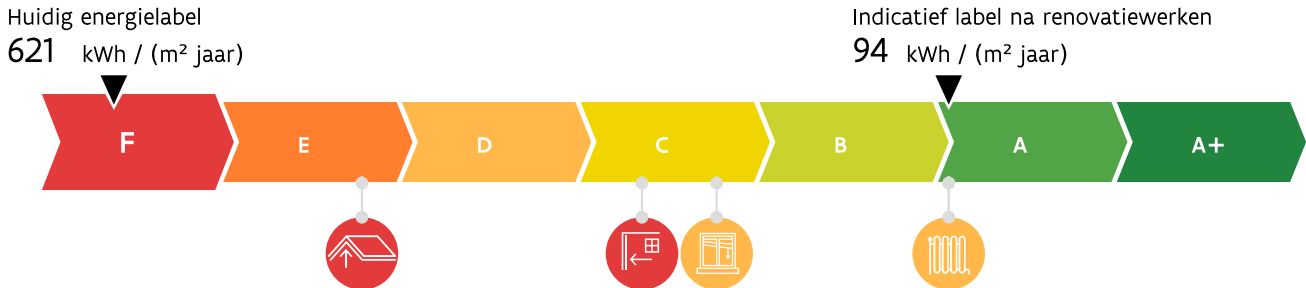 Huidig energielabel
621 kWh / (m² jaar)
Indicatief label na renovatiewerken
94 kWh / (m² jaar)
F E D C B A A+